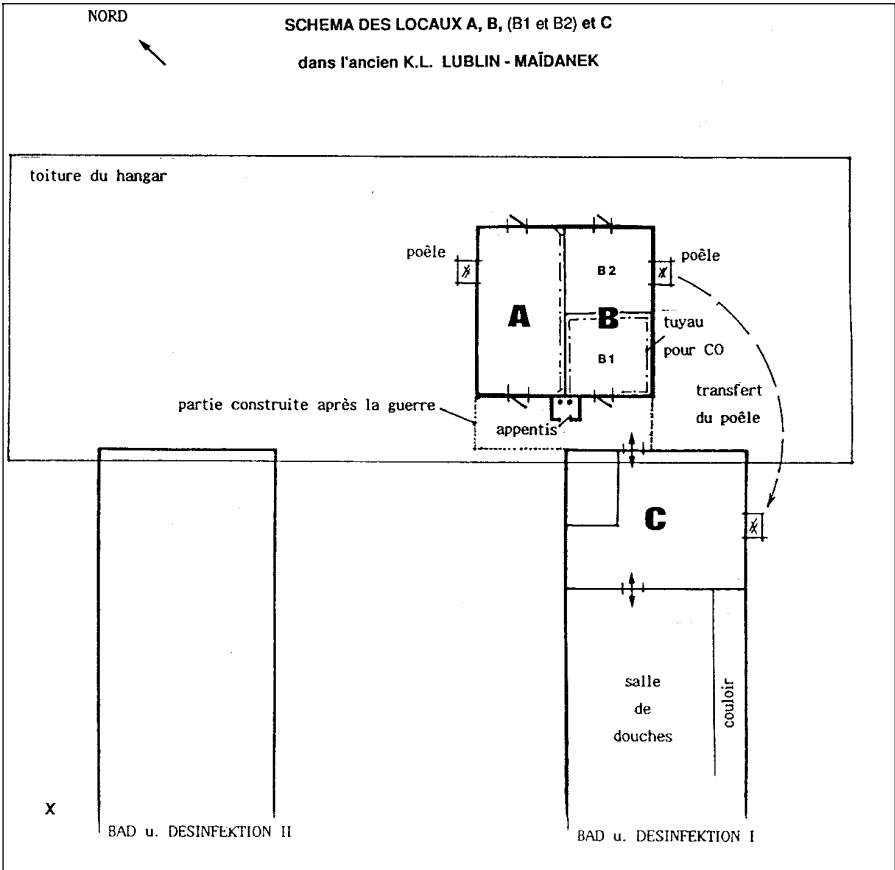 NORD
SCHEMA DES LOCAUX A, B, (B1 et B2) et C
dans l'ancien K.L. LUBLIN - MAÏDANEK
toiture du hangar
poêle
poêle
B2
A
B
tuyau
pour CO
B1
transfert
du poêle
partie construite après la guerre
appentis
C
salle
de
douches
couloir
X
BAD u. DESINFEKTION II
BAD u. DESINFEKTION I